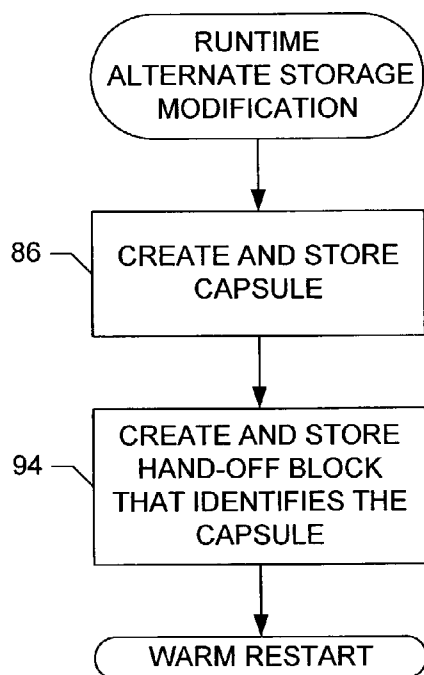 RUNTIME
ALTERNATE STORAGE
MODIFICATION
86
CREATE AND STORE
CAPSULE
94
CREATE AND STORE
HAND-OFF BLOCK
THAT IDENTIFIES THE
CAPSULE
WARM RESTART